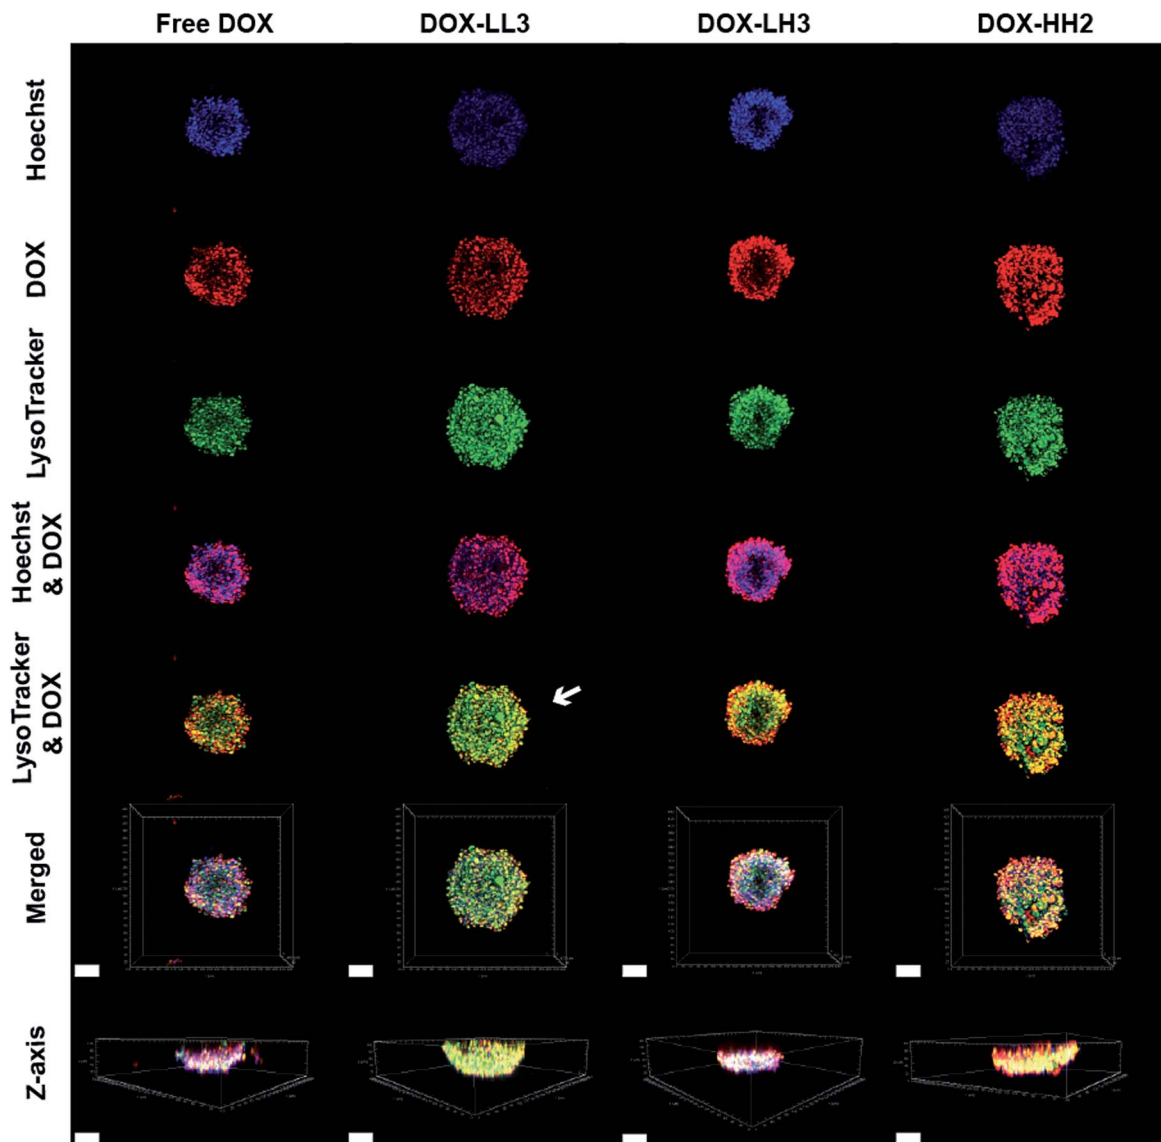 Free DOX
DOX-LL3
DOX-LH3
DOX-HH2
Hoechst
DOX
LysoTracker
Hoechst
& DOX
LysoTracker
& DOX
Merged
Z-axis